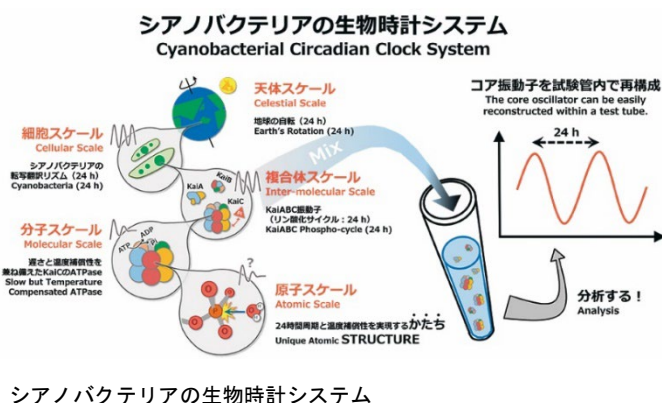 シアノバクテリアの生物時計システム
Cyanobacterial Circadian Clock System
天体スケール
Celestial Scale
地球の自転 (24 h)
Earth's Rotation (24 h)
細胞スケール
Cellular Scale
シアノバクテリアの
転写翻訳リズム (24 h)
Cyanobacteria (24 h)
KaiA
KaiB
KaiC
複合体スケール
Inter-molecular Scale
KaiABC振動子
(リン酸化サイクル：24 h)
KaiABC Phospho-cycle (24 h)
分子スケール
Molecular Scale
遅さと温度補償性を
兼ね備えたKaiCのATPase
Slow but Temperature
Compensated ATPase
ATP
ADP
?
原子スケール
Atomic Scale
24時間周期と温度補償性を実現するかたち
Unique Atomic STRUCTURE
P
O
O
O
O
Mix
コア振動子を試験管内で再構成
The core oscillator can be easily
reconstructed within a test tube.
24 h
分析する！
Analysis
シアノバクテリアの生物時計システム